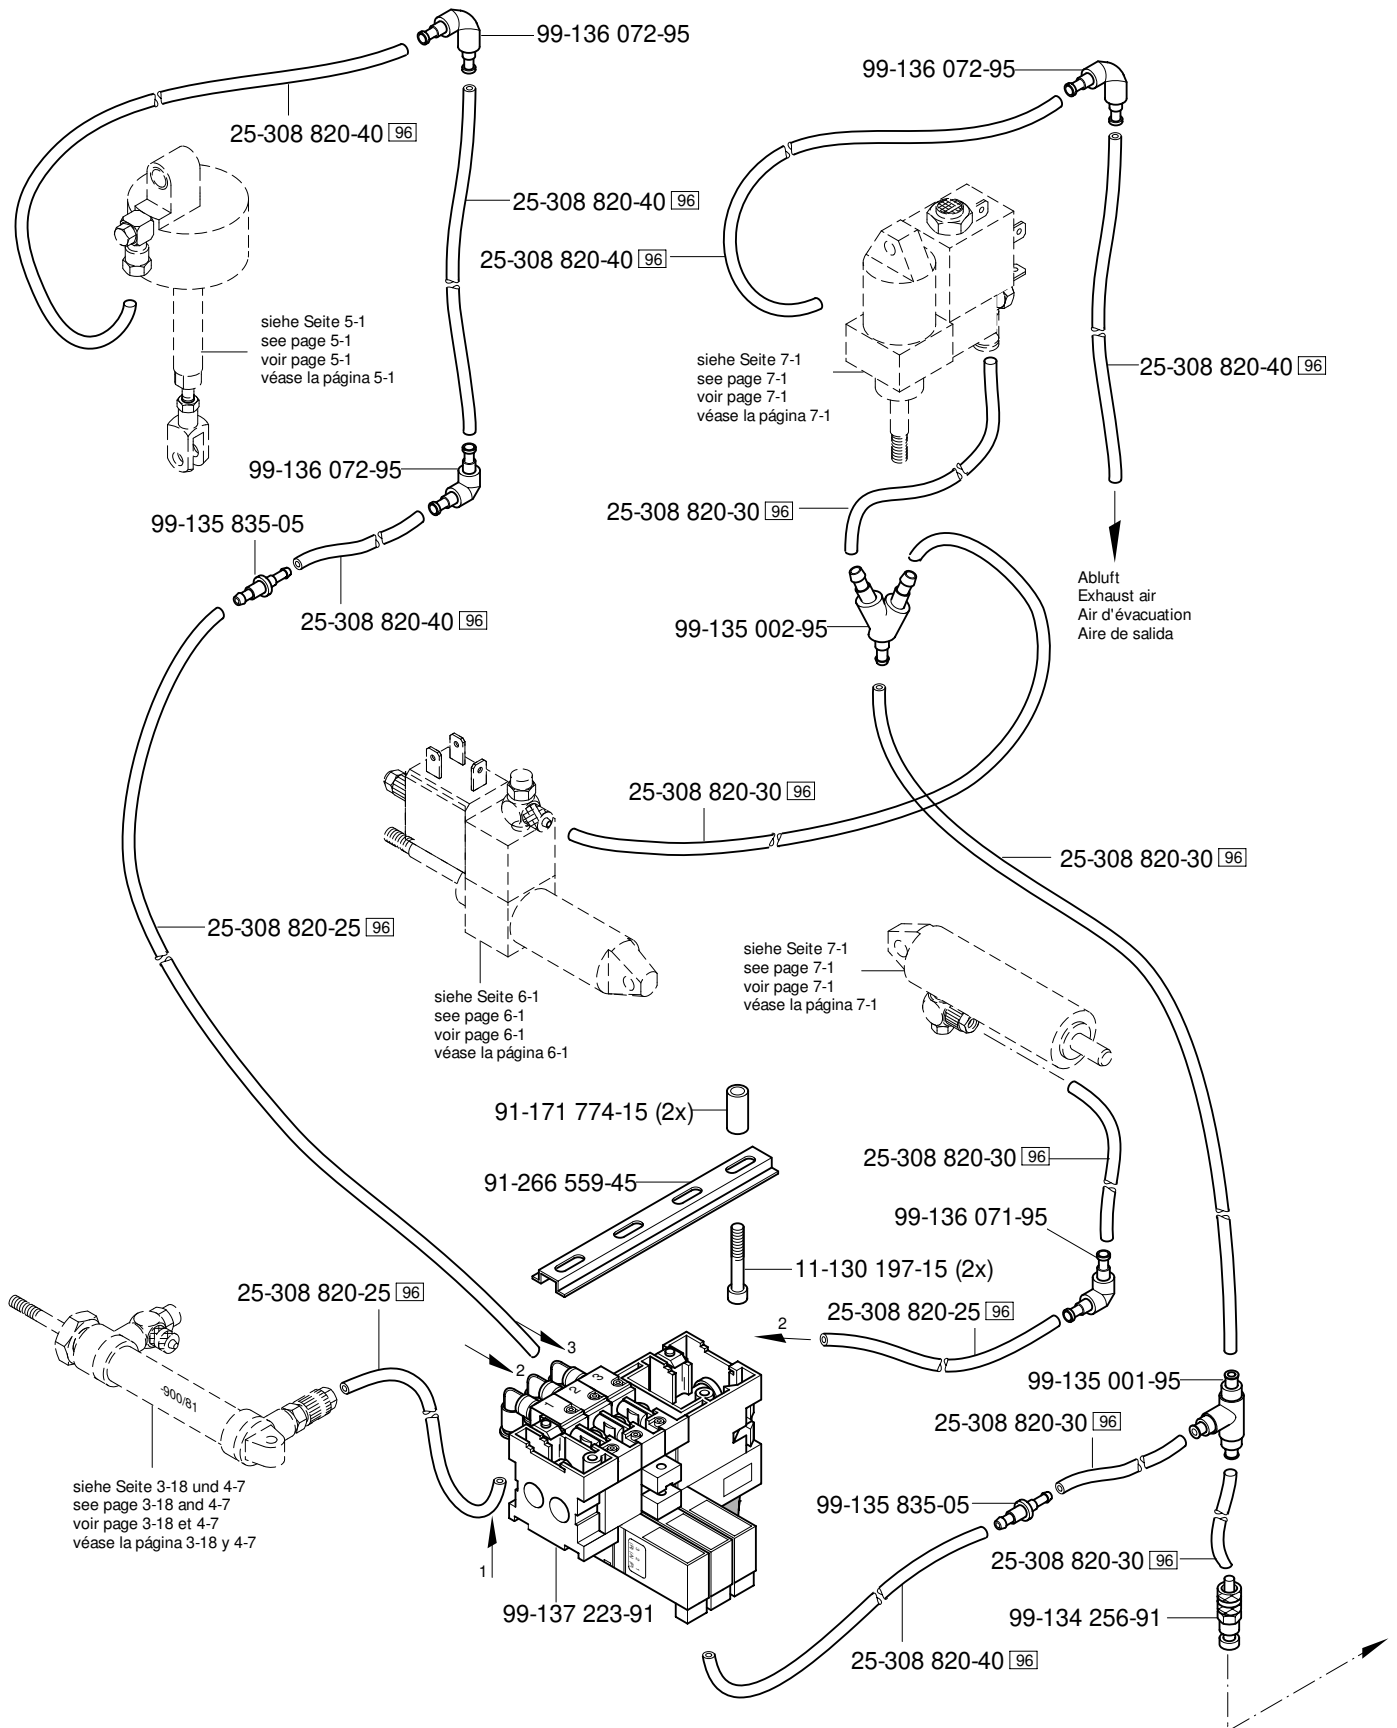 99-136 072-95
99-136 072-95
25-308 820-40 96
25-308 820-40 96
25-308 820-40 96
siehe Seite 5-1
see page 5-1
voir page 5-1
véase la página 5-1
siehe Seite 7-1
see page 7-1
voir page 7-1
véase la página 7-1
25-308 820-40 96
99-136 072-95
99-135 835-05
25-308 820-30 96
Abluft
Exhaust air
Air d'évacuation
Aire de salida
25-308 820-40 96
99-135 002-95
25-308 820-30 96
25-308 820-30 96
25-308 820-25 96
siehe Seite 7-1
see page 7-1
voir page 7-1
véase la página 7-1
siehe Seite 6-1
see page 6-1
voir page 6-1
véase la página 6-1
91-171 774-15 (2x)
25-308 820-30 96
91-266 559-45
99-136 071-95
11-130 197-15 (2x)
25-308 820-25 96
25-308 820-25 96
2
3
2
3
2
1
99-135 001-95
-900/81
25-308 820-30 96
siehe Seite 3-18 und 4-7
see page 3-18 and 4-7
voir page 3-18 et 4-7
véase la página 3-18 y 4-7
99-135 835-05
25-308 820-30 96
1
99-137 223-91
99-134 256-91
25-308 820-40 96